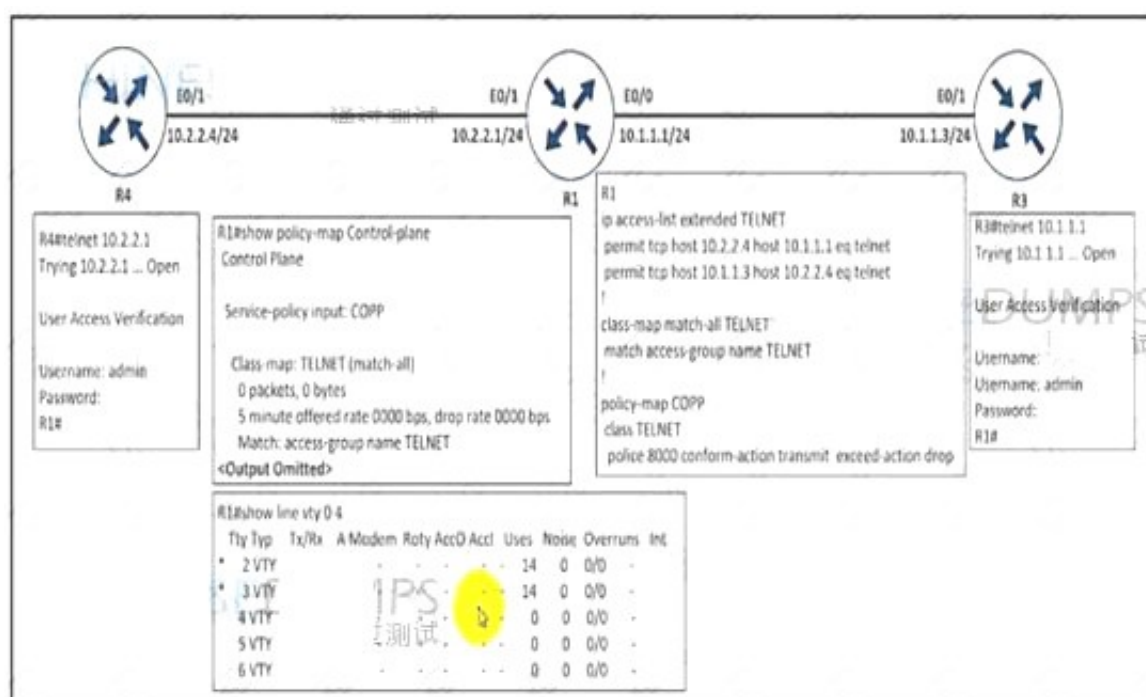 E0/1
E0/1
E0/0
E0/1
10.2.2.4/24
10.2.2.1/24
10.1.1.1/24
10.1.1.3/24
R4
R1
R3
R4#telnet 10.2.2.1
Trying 10.2.2.1 ... Open
User Access Verification
Username: admin
Password:
R1#
R1#show policy-map Control-plane
Control Plane
Service-policy input: COPP
Class-map: TELNET (match-all)
0 packets, 0 bytes
5 minute offered rate 0000 bps, drop rate 0000 bps
Match: access-group name TELNET
<Output Omitted>
R1
ip access-list extended TELNET
permit tcp host 10.2.2.4 host 10.1.1.1 eq telnet
permit tcp host 10.1.1.3 host 10.2.2.4 eq telnet
!
class-map match-all TELNET
match access-group name TELNET
!
policy-map COPP
class TELNET
police 8000 conform-action transmit exceed-action drop
R3#telnet 10.1.1.1
Trying 10.1.1.1 ... Open
User Access Verification
Username:
Username: admin
Password:
R1#
DUMPS
试
R1#show line vty 0 4
Tty Typ Tx/Rx A Modem Roty AccO AccI Uses Noise Overruns Int
* 2 VTY - - - - - 14 0 0/0 -
* 3 VTY - - - - - 14 0 0/0 -
4 VTY - - - - - 0 0 0/0 -
5 VTY - - - - - 0 0 0/0 -
6 VTY - - - - - 0 0 0/0 -
测试